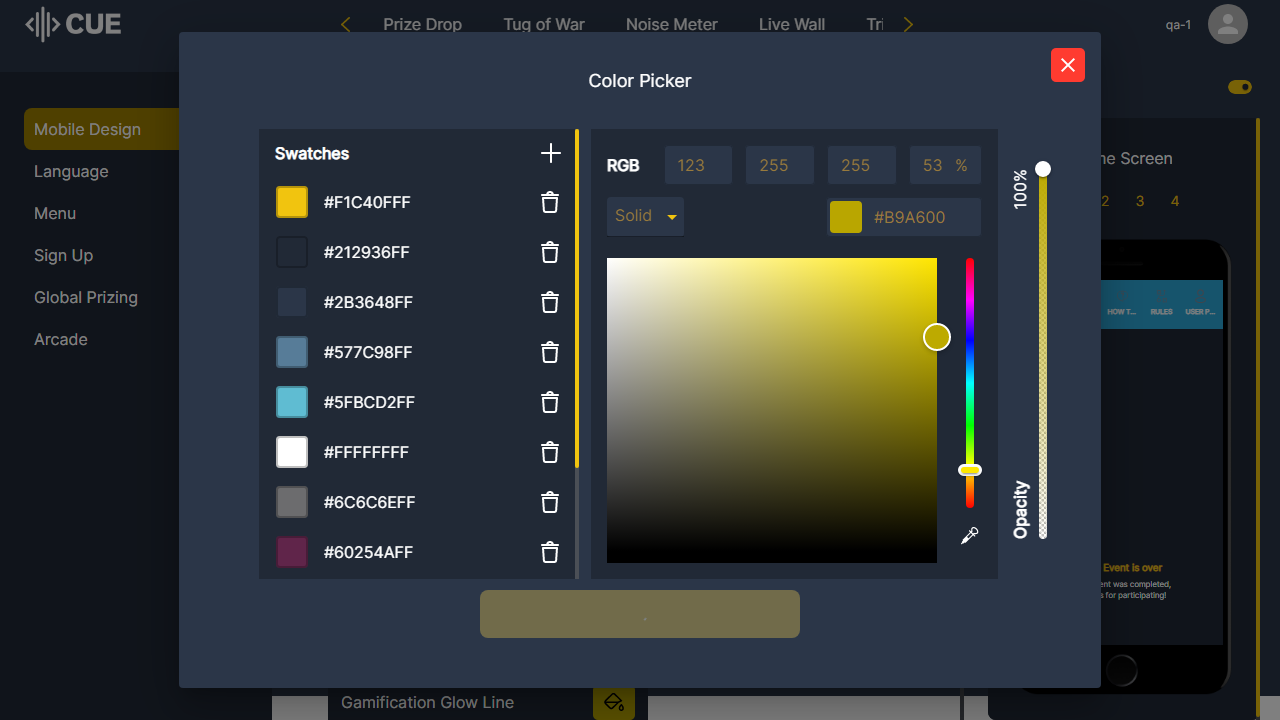 CUE
Prize Drop
Tug of War
Noise Meter
Live Wall
qa-1
Color Picker
Mobile Design
Language
Menu
Sign Up
Global Prizing
Arcade
Swatches
#F1C40FFF
#212936FF
#2B3648FF
#577C98FF
#5FBCD2FF
#FFFFFFFF
#6C6C6EFF
#60254AFF
RGB
123
255
255
53 %
Solid
#B9A600
100%
Opacity
Screen
2 3 4
HOW T...
RULES
USER P...
Event is over
was completed,
for participating!
Gamification Glow Line